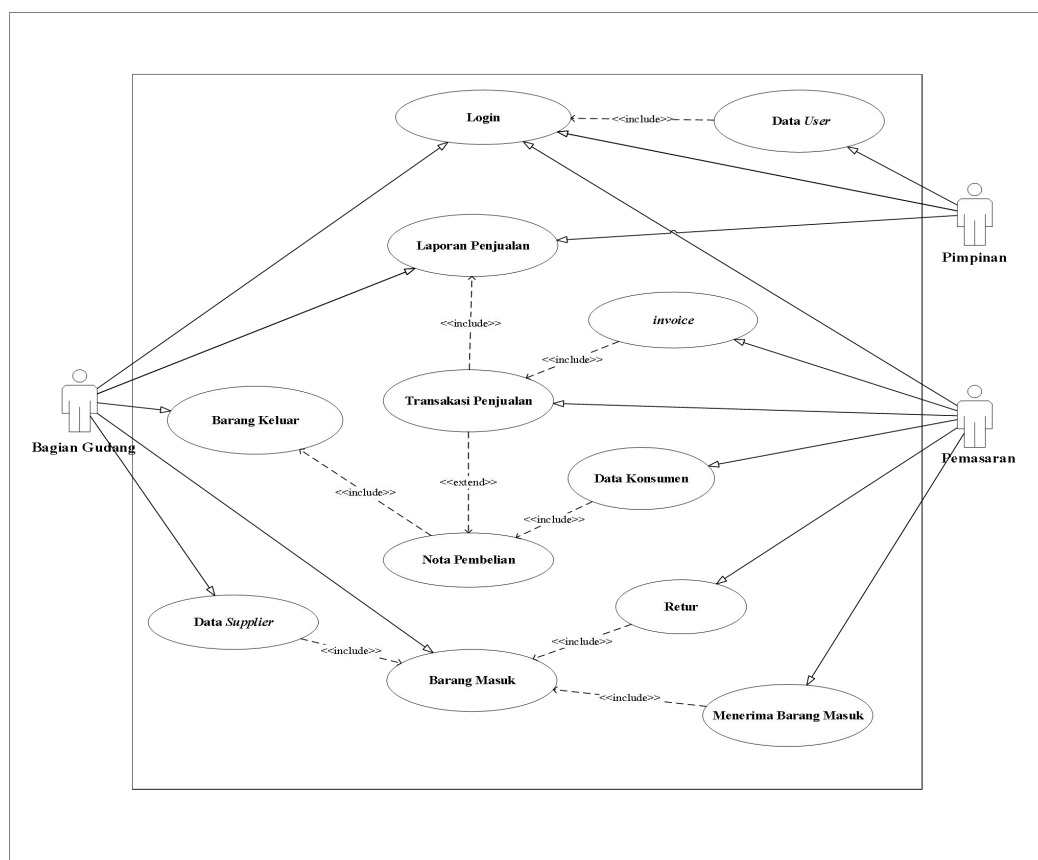 Login
<<include>>
Data User
Laporan Penjualan
Pimpinan
<<include>>
invoice
<<include>>
Transakasi Penjualan
Barang Keluar
Bagian Gudang
Pemasaran
<<extend>>
Data Konsumen
<<include>>
<<include>>
Nota Pembelian
Retur
Data Supplier
<<include>>
<<include>>
Barang Masuk
<<include>>
Menerima Barang Masuk